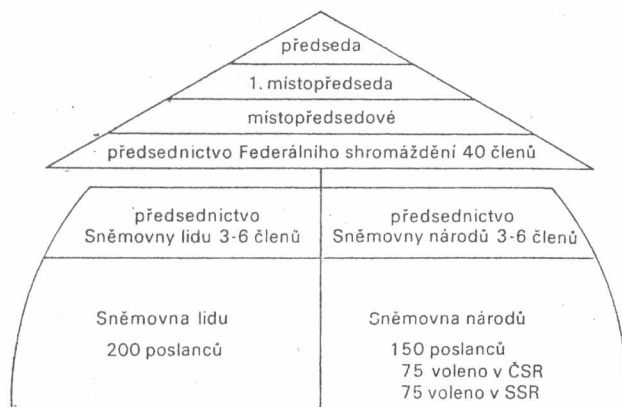 předseda
1. místopředseda
místopředsedové
předsednictvo Federálního shromáždění 40 členů
předsednictvo
Sněmovny lidu 3-6 členů
předsednictvo
Sněmovny národů 3-6 členů
Sněmovna lidu
200 poslanců
Sněmovna národů
150 poslanců
75 voleno v ČSR
75 voleno v SSR